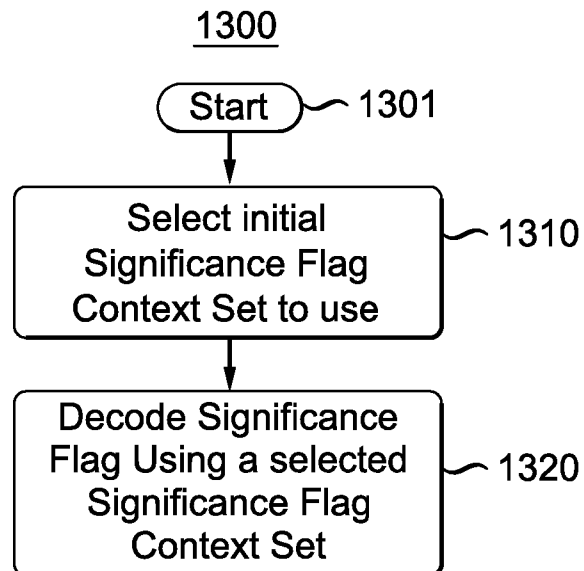 1300
Start
1301
Select initial
Significance Flag
Context Set to use
1310
Decode Significance
Flag Using a selected
Significance Flag
Context Set
1320